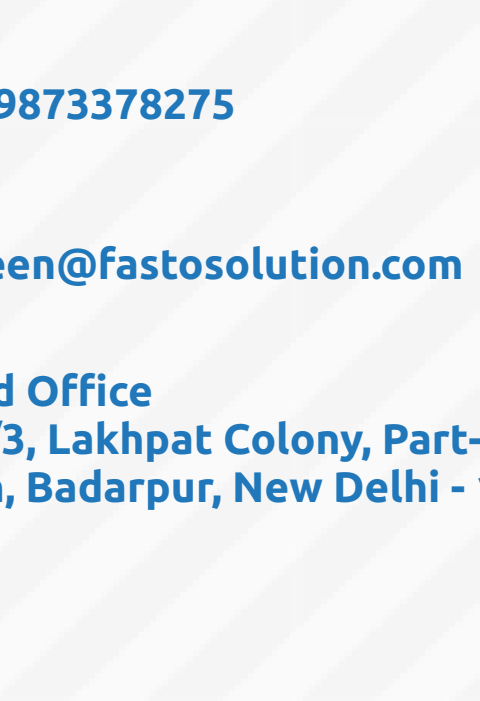 9873378275
een@fastosolution.com
d Office
/3, Lakhpat Colony, Part-
, Badarpur, New Delhi -